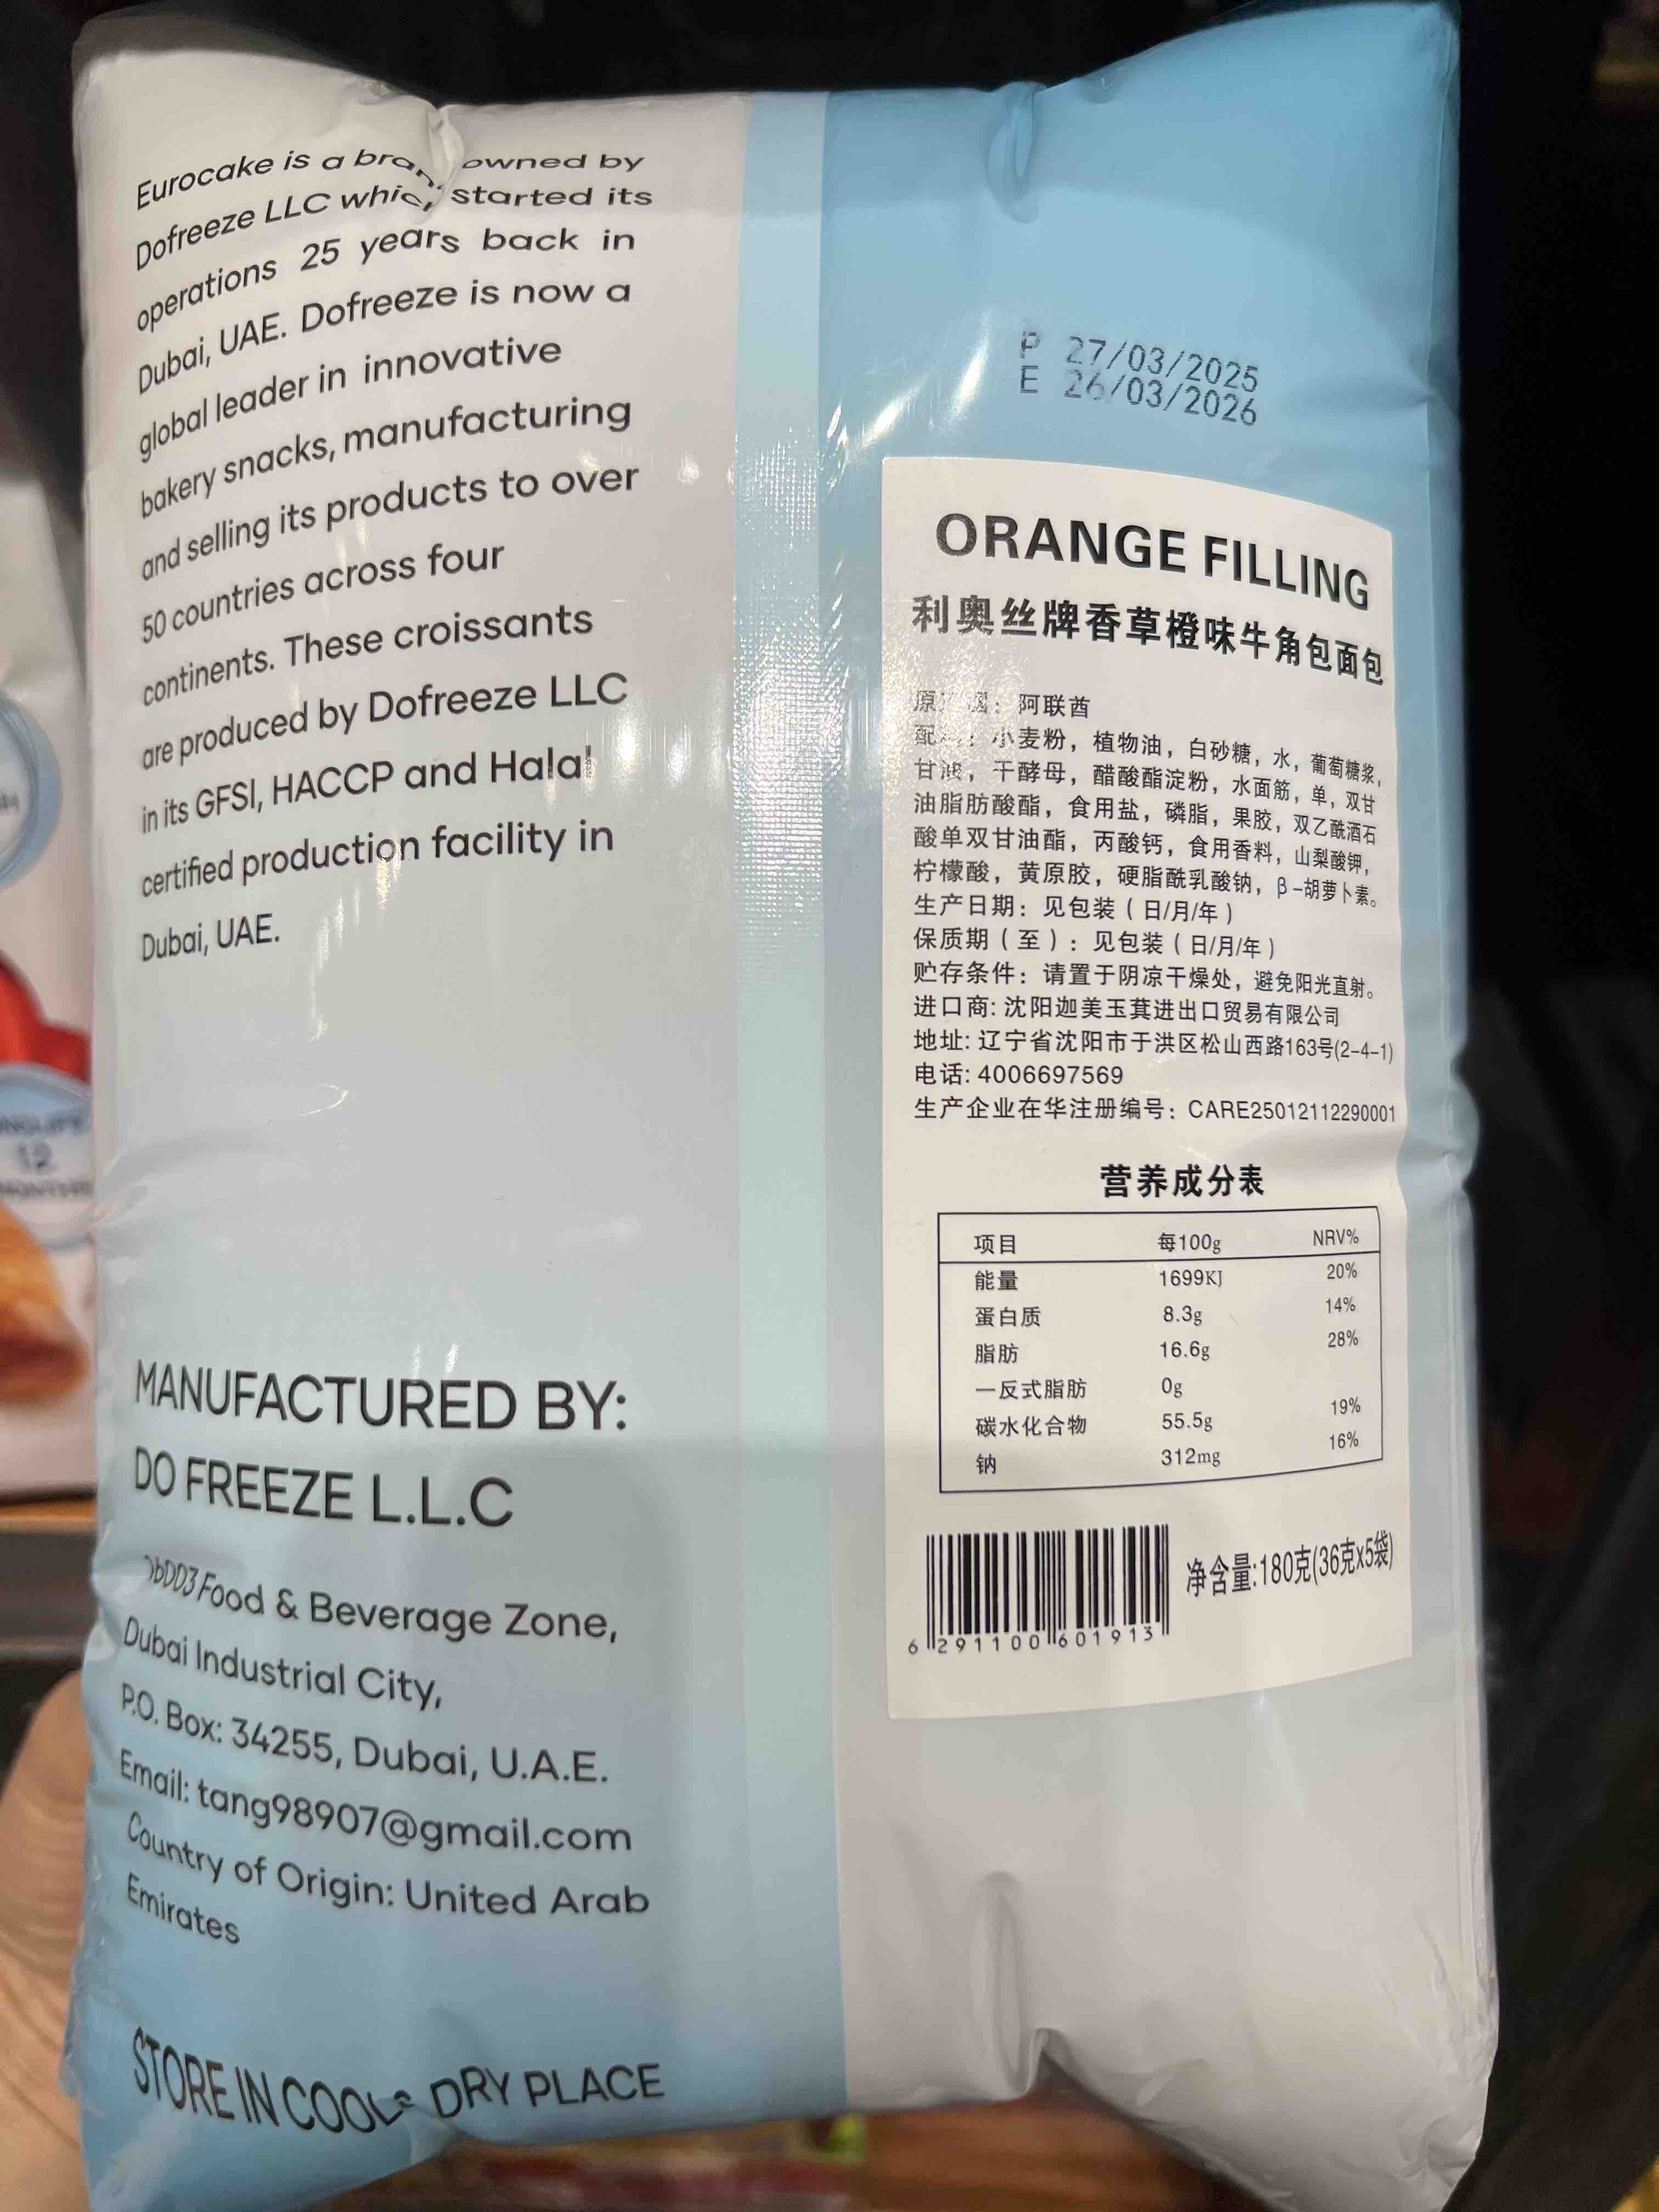 Eurocake is a owned by
Dofreeze LLC started its
operations 25 years back in
Dubai, UAE. Dofreeze is now a
global leader in innovative
bakery snacks, manufacturing
and selling its products to over
50 countries across four
continents. These croissants
are produced by Dofreeze LLC
in its GFSI, HACCP and Halal
certified production facility in
Dubai, UAE.
MANUFACTURED BY:
DO FREEZE L.L.C
Food & Beverage Zone,
Dubai Industrial City,
P.O. Box: 34255, Dubai, U.A.E.
Email: tang98907@gmail.com
Country of Origin: United Arab
Emirates
STORE IN DRY PLACE
P 27/03/2025
E 26/03/2026
ORANGE FILLING
利奥丝牌香草橙味牛角包面包
阿联酋
小麦粉，植物油，白砂糖，水，葡萄糖浆，
甘油，干酵母，醋酸酯淀粉，水面筋，单，双甘
油脂肪酸酯，食用盐，磷脂，果胶，双乙酰酒石
酸单双甘油酯，丙酸钙，食用香料，山梨酸钾，
柠檬酸，黄原胶，硬脂酰乳酸钠，β-胡萝卜素。
生产日期：见包装（日/月/年）
保质期（至）：见包装（日/月/年）
贮存条件：请置于阴凉干燥处，避免阳光直射。
进口商: 沈阳迦美玉萁进出口贸易有限公司
地址: 辽宁省沈阳市于洪区松山西路163号(2-4-1)
电话: 4006697569
生产企业在华注册编号：CARE25012112290001
营养成分表
项目 每100g NRV%
能量 1699KJ 20%
蛋白质 8.3g 14%
脂肪 16.6g 28%
一反式脂肪 0g
碳水化合物 55.5g 19%
钠 312mg 16%
净含量:180克(36克x5袋)
6 291100 601913
12